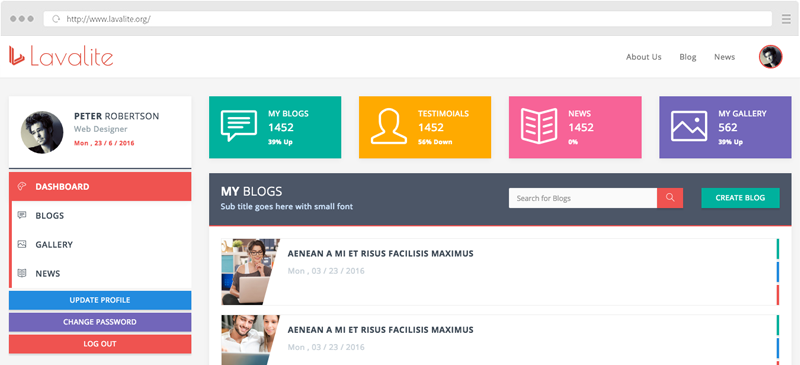 http://www.lavalite.org/
Lavalite
About Us
Blog
News
PETER ROBERTSON
Web Designer
Mon , 23 / 6 / 2016
DASHBOARD
BLOGS
GALLERY
NEWS
UPDATE PROFILE
CHANGE PASSWORD
LOG OUT
MY BLOGS
1452
39% Up
TESTIMOIALS
1452
56% Down
NEWS
1452
0%
MY GALLERY
562
39% Up
MY BLOGS
Sub title goes here with small font
Search for Blogs
CREATE BLOG
AENEAN A MI ET RISUS FACILISIS MAXIMUS
Mon , 03 / 23 / 2016
AENEAN A MI ET RISUS FACILISIS MAXIMUS
Mon , 03 / 23 / 2016